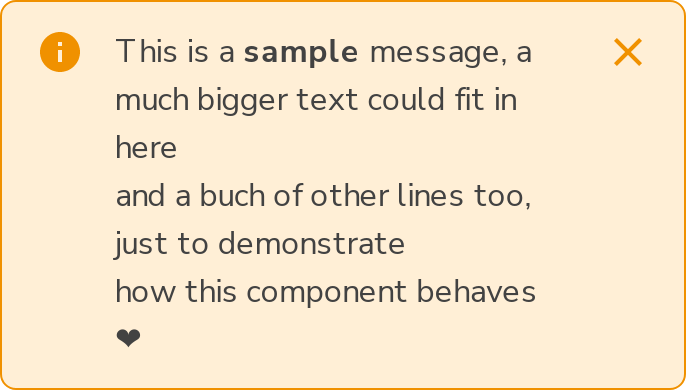 This is a sample message, a
much bigger text could fit in
here
and a buch of other lines too,
just to demonstrate
how this component behaves
❤